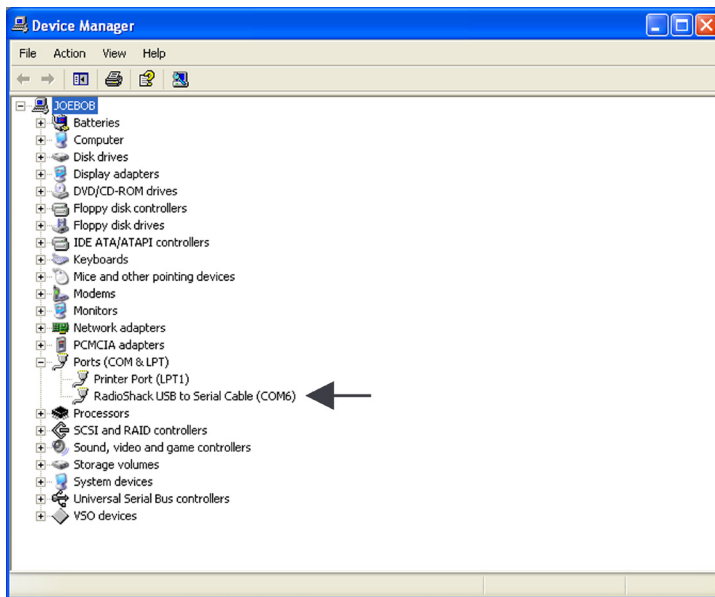 Device Manager
File Action View Help
JOEBOB
Batteries
Computer
Disk drives
Display adapters
DVD/CD-ROM drives
Floppy disk controllers
Floppy disk drives
IDE ATA/ATAPI controllers
Keyboards
Mice and other pointing devices
Modems
Monitors
Network adapters
PCMCIA adapters
Ports (COM & LPT)
Printer Port (LPT1)
RadioShack USB to Serial Cable (COM6)
Processors
SCSI and RAID controllers
Sound, video and game controllers
Storage volumes
System devices
Universal Serial Bus controllers
VSO devices